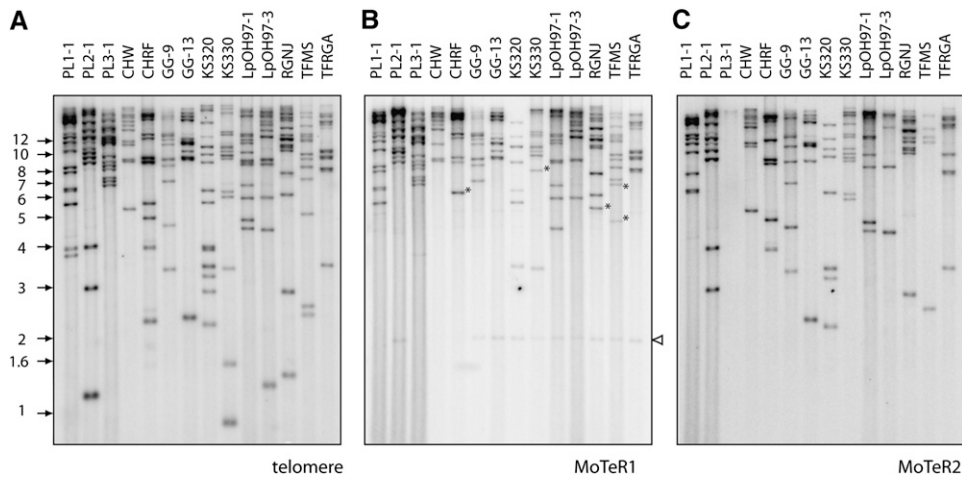 A
PL1-1 PL2-1 PL3-1 CHW CHRF GG-9 GG-13 KS320 KS330 LpOH97-1 LpOH97-3 RGNJ TFMS TFRGA
12
10
8
7
6
5
4
3
2
1.6
1
telomere
B
PL1-1 PL2-1 PL3-1 CHW CHRF GG-9 GG-13 KS320 KS330 LpOH97-1 LpOH97-3 RGNJ TFMS TFRGA
*
*
*
*
*
MoTeR1
C
PL1-1 PL2-1 PL3-1 CHW CHRF GG-9 GG-13 KS320 KS330 LpOH97-1 LpOH97-3 RGNJ TFMS TFRGA
MoTeR2